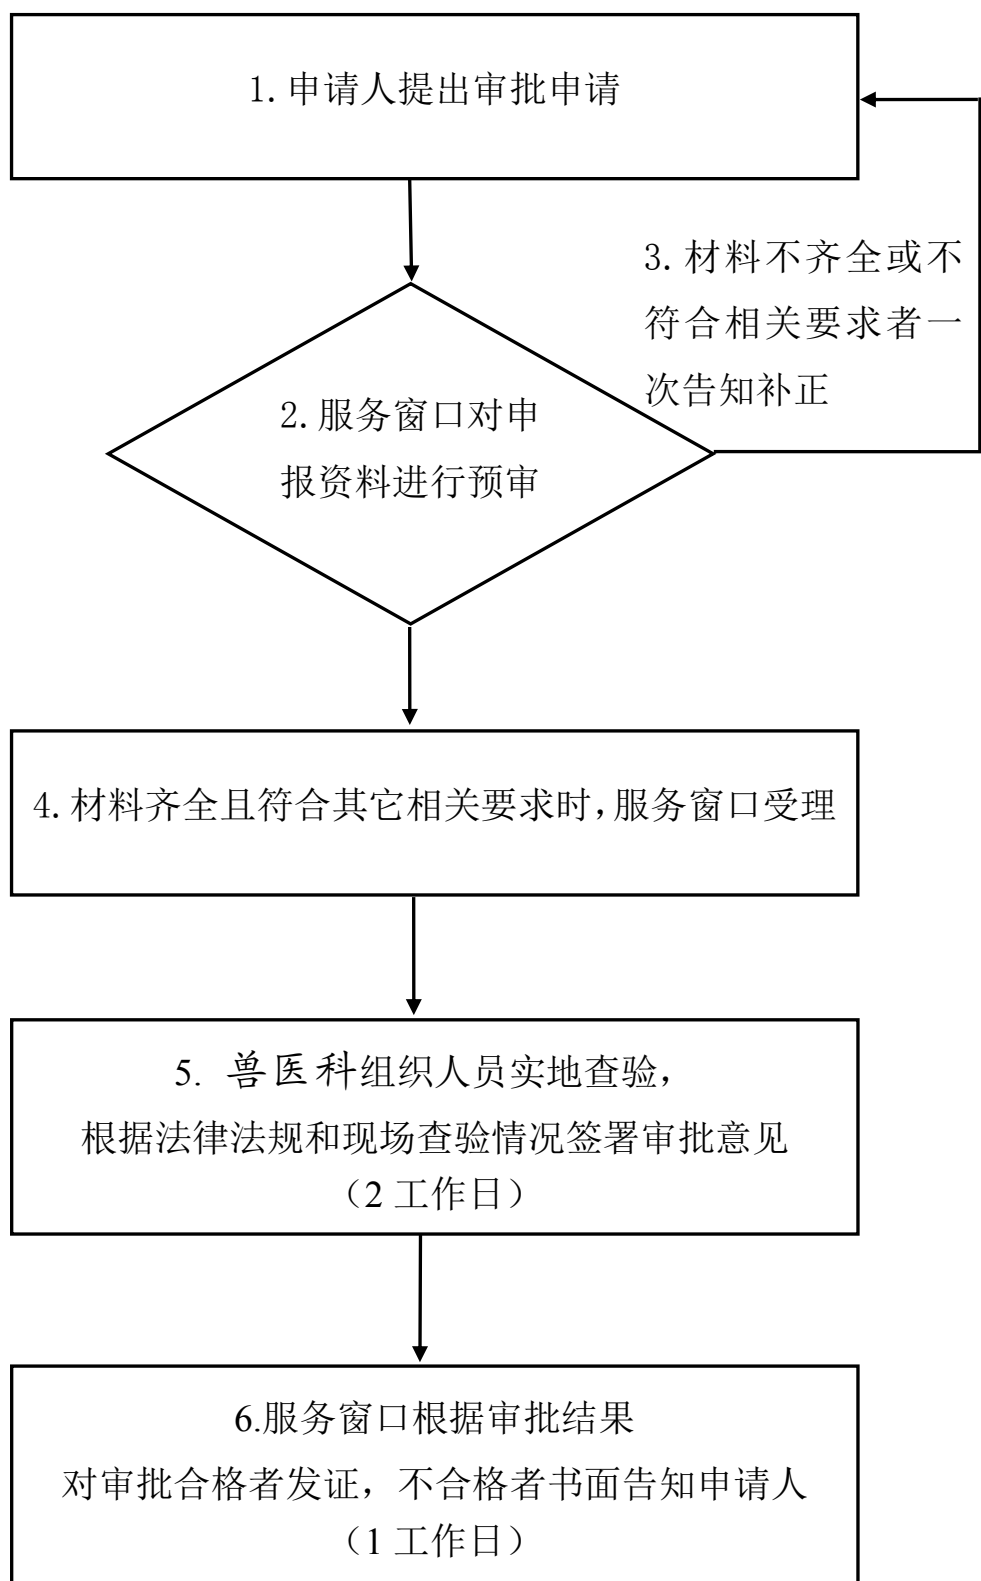 1.申请人提出审批申请
3.材料不齐全或不
符合相关要求者一
次告知补正
2.服务窗口对申
报资料进行预审
4.材料齐全且符合其它相关要求时,服务窗口受理
5. 兽医科组织人员实地查验,
根据法律法规和现场查验情况签署审批意见
（2 工作日）
6.服务窗口根据审批结果
对审批合格者发证，不合格者书面告知申请人
（1 工作日）